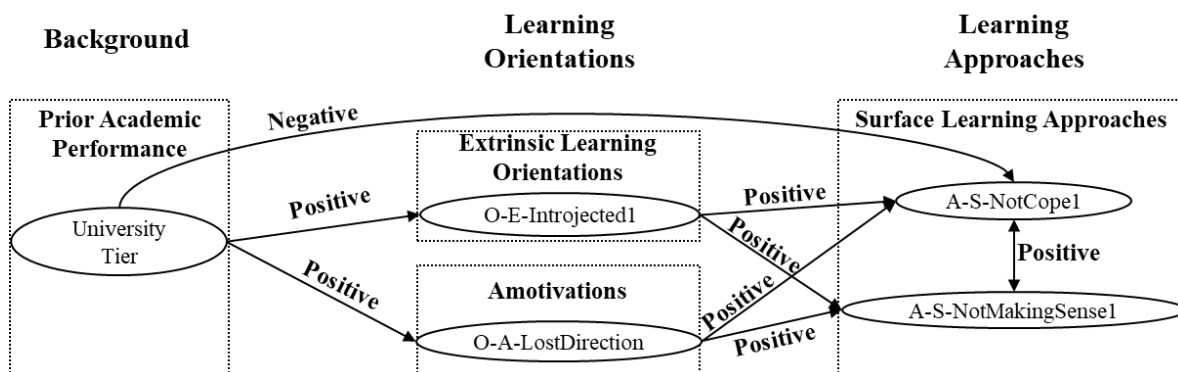 Background
Learning
Orientations
Learning
Approaches
Prior Academic
Performance
University
Tier
Negative
Positive
Positive
Extrinsic Learning
Orientations
O-E-Introjected1
Amotivations
O-A-LostDirection
Positive
Positive
Positive
Positive
Surface Learning Approaches
A-S-NotCope1
Positive
A-S-NotMakingSense1